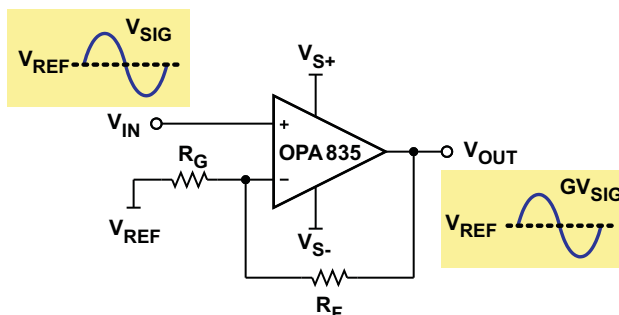 VSIG
VREF
VS+
VIN
OPA835
VOUT
RG
VREF
VS-
GVSIG
VREF
RF